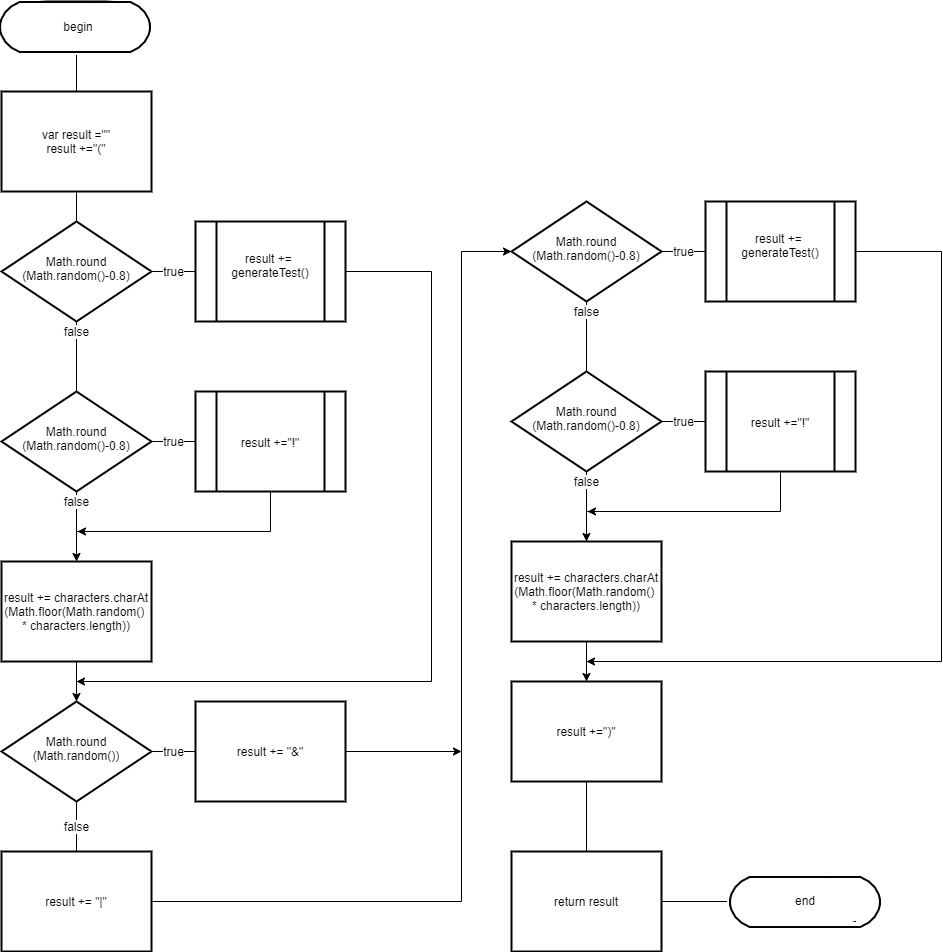 begin
var result =""
result +="("
Math.round
(Math.random()-0.8)
true
result +=
generateTest()
false
Math.round
(Math.random()-0.8)
true
result +="!"
false
result += characters.charAt
(Math.floor(Math.random()
* characters.length))
Math.round
(Math.random())
true
result += "&"
false
result += "|"
Math.round
(Math.random()-0.8)
true
result +=
generateTest()
false
Math.round
(Math.random()-0.8)
true
result +="!"
false
result += characters.charAt
(Math.floor(Math.random()
* characters.length))
result +=")"
return result
end
-